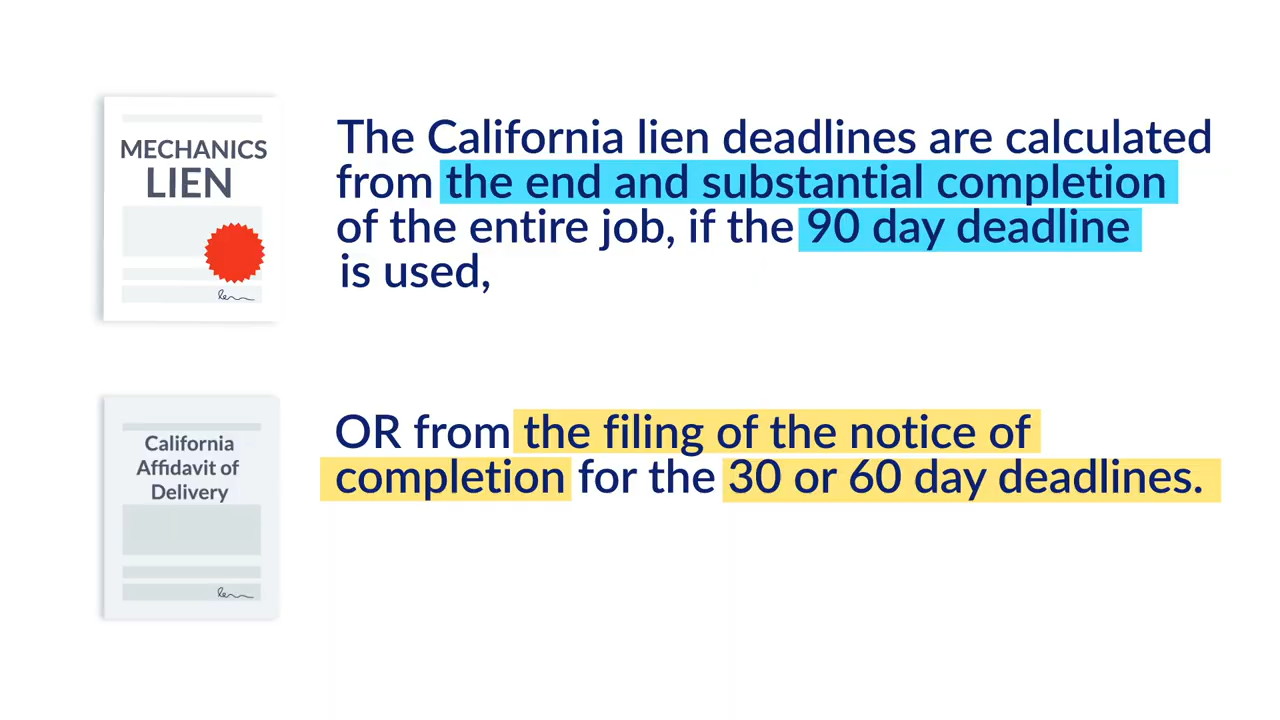 MECHANICS
LIEN
The California lien deadlines are calculated
from the end and substantial completion
of the entire job, if the 90 day deadline
is used,
California
Affidavit of
Delivery
OR from the filing of the notice of
completion for the 30 or 60 day deadlines.